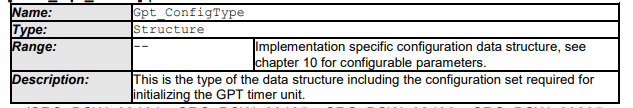 Name: Gpt_ConfigType
Type: Structure
Range: -- Implementation specific configuration data structure, see
chapter 10 for configurable parameters.
Description: This is the type of the data structure including the configuration set required for
initializing the GPT timer unit.